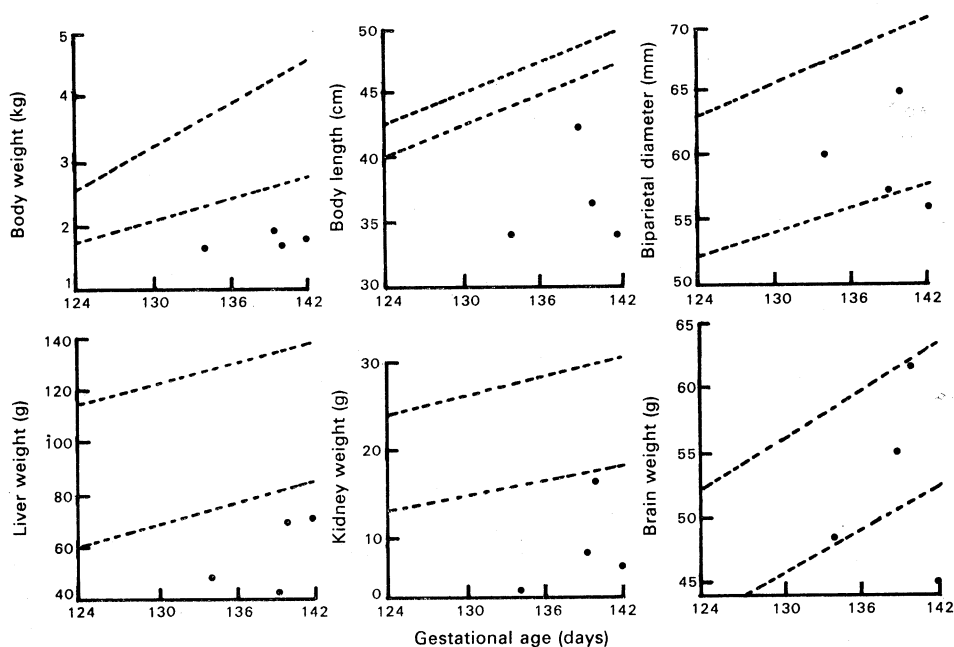 Body weight (kg)
5
4
3
2
1
124 130 136 142
Body length (cm)
50
45
40
35
30
124 130 136 142
Biparietal diameter (mm)
70
65
60
55
50
124 130 136 142
Liver weight (g)
140
120
100
80
60
40
124 130 136 142
Kidney weight (g)
30
20
10
0
124 130 136 142
Brain weight (g)
65
60
55
50
45
124 130 136 142
Gestational age (days)